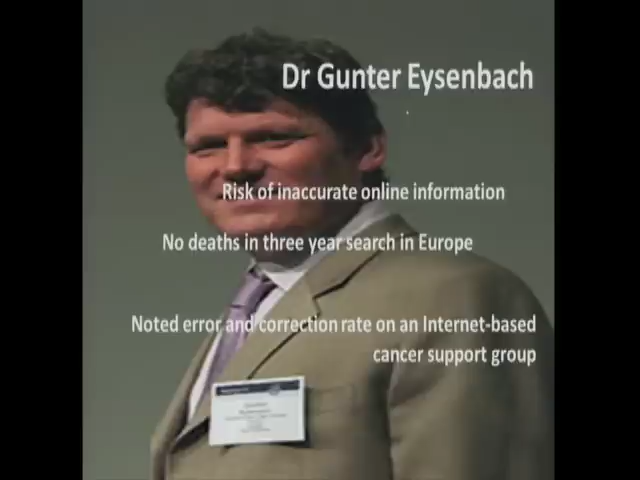 Dr Gunter Eysenbach
Risk of inaccurate online information
No deaths in three year search in Europe
Noted error and correction rate on an Internet-based
cancer support group